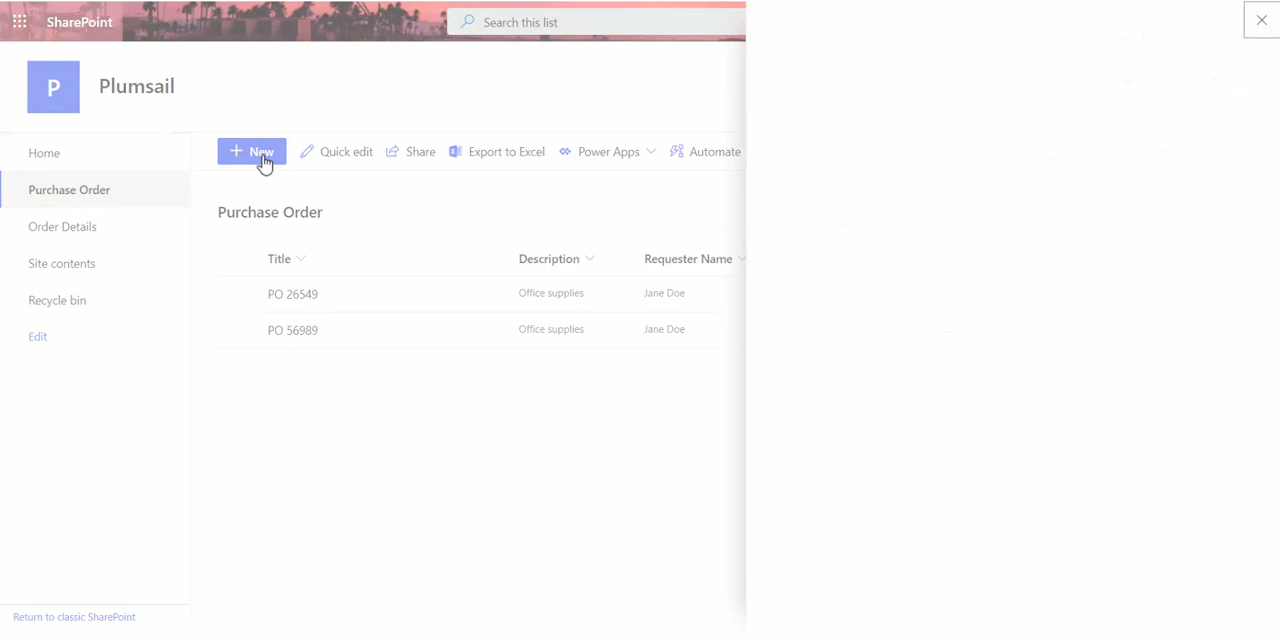 SharePoint
Search this list
P
Plumsail
Home
Purchase Order
Order Details
Site contents
Recycle bin
Edit
Return to classic SharePoint
New
Quick edit
Share
Export to Excel
Power Apps
Automate
Purchase Order
Title Description Requester Name
PO 26549 Office supplies Jane Doe
PO 56989 Office supplies Jane Doe